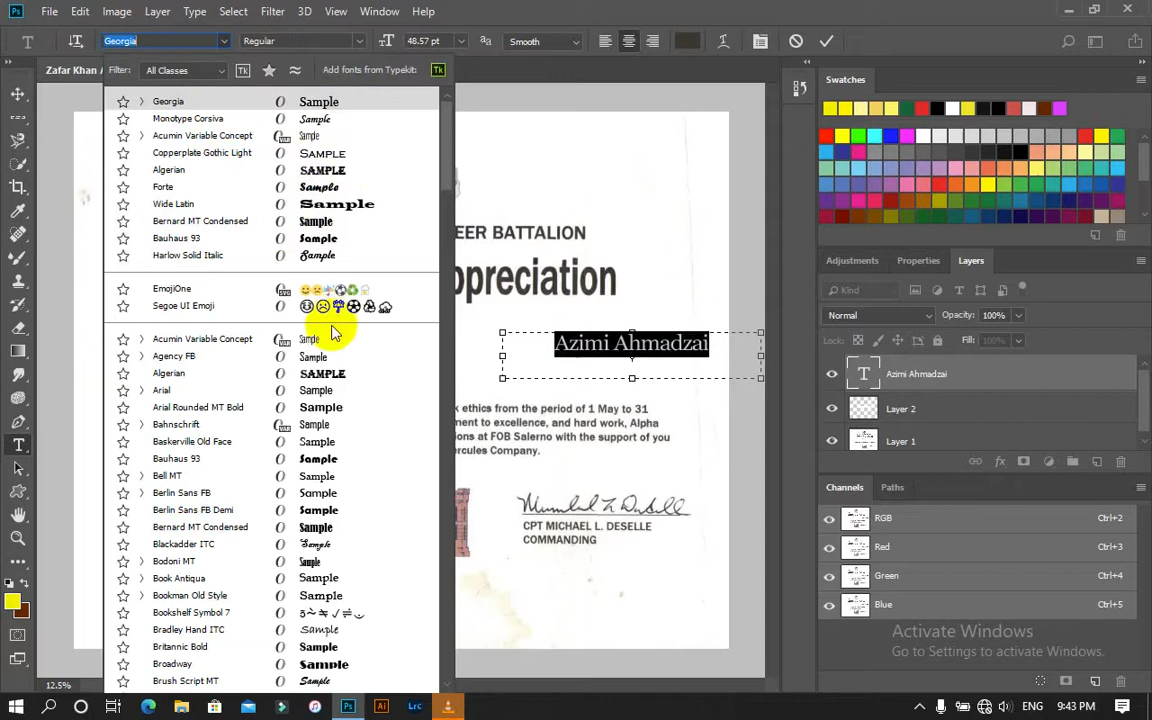 Ps File Edit Image Layer Type Select Filter 3D View Window Help
T Georgia Regular 48.57 pt Smooth
Zafar Khan A
Filter: All Classes Tk Add fonts from Typekit: Tk
Georgia Sample
Monotype Corsiva Sample
Acumin Variable Concept Sample
Copperplate Gothic Light SAMPLE
Algerian SAMPLE
Forte Sample
Wide Latin Sample
Bernard MT Condensed Sample
Bauhaus 93 Sample
Harlow Solid Italic Sample
EmojiOne
Segoe UI Emoji
Acumin Variable Concept Sample
Agency FB Sample
Algerian SAMPLE
Arial Sample
Arial Rounded MT Bold Sample
Bahnschrift Sample
Baskerville Old Face Sample
Bauhaus 93 Sample
Bell MT Sample
Berlin Sans FB Sample
Berlin Sans FB Demi Sample
Bernard MT Condensed Sample
Blackadder ITC Sample
Bodoni MT Sample
Book Antiqua Sample
Bookman Old Style Sample
Bookshelf Symbol 7
Bradley Hand ITC Sample
Britannic Bold Sample
Broadway Sample
Brush Script MT Sample
EER BATTALION
ppreciation
Azimi Ahmadzai
k ethics from the period of 1 May to 31
ment to excellence, and hard work, Alpha
ions at FOB Salerno with the support of you
ercules Company.
CPT MICHAEL L. DESELLE
COMMANDING
Swatches
Adjustments Properties Layers
Kind
Normal Opacity: 100%
Lock: Fill: 100%
T Azimi Ahmadzai
Layer 2
Layer 1
Channels Paths
RGB Ctrl+2
Red Ctrl+3
Green Ctrl+4
Blue Ctrl+5
Activate Windows
Go to Settings to activate Windows.
12.5%
Ps Ai Lrc ENG 9:43 PM